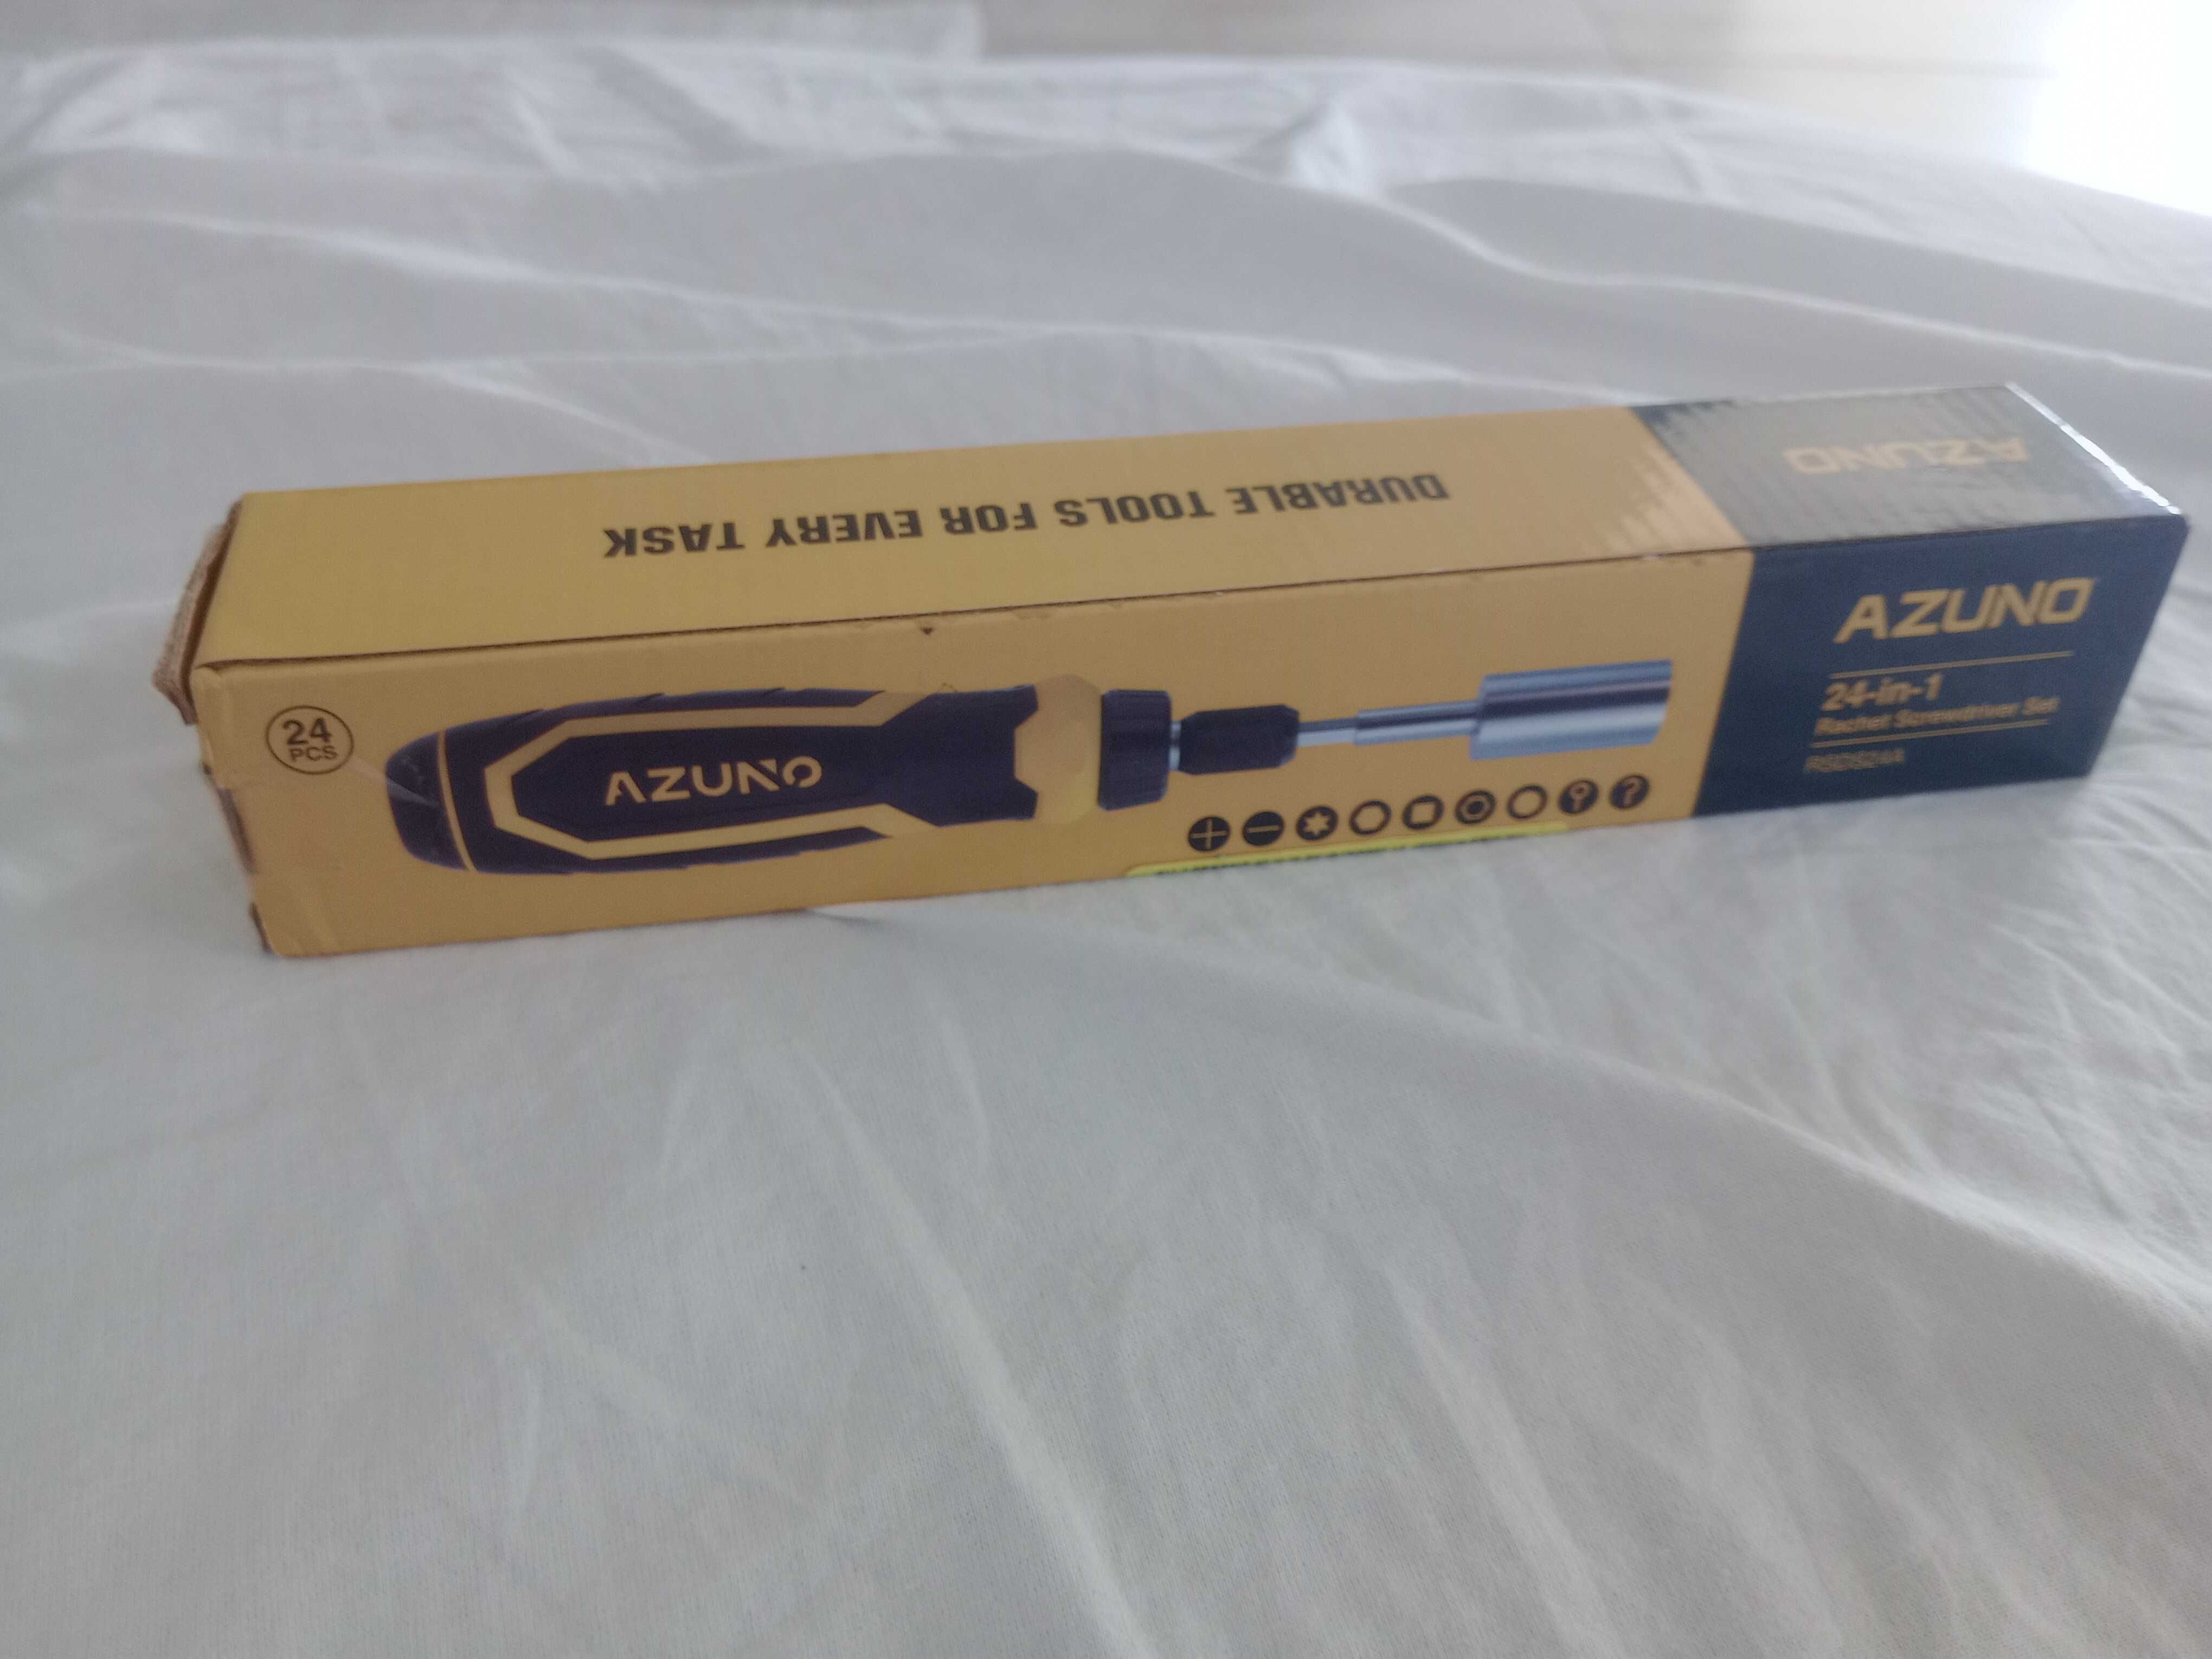 DURABLE TOOLS FOR EVERY TASK
AZUNO
24
PCS
AZUNO
AZUNO
24-in-1
Rachet Screwdriver Set